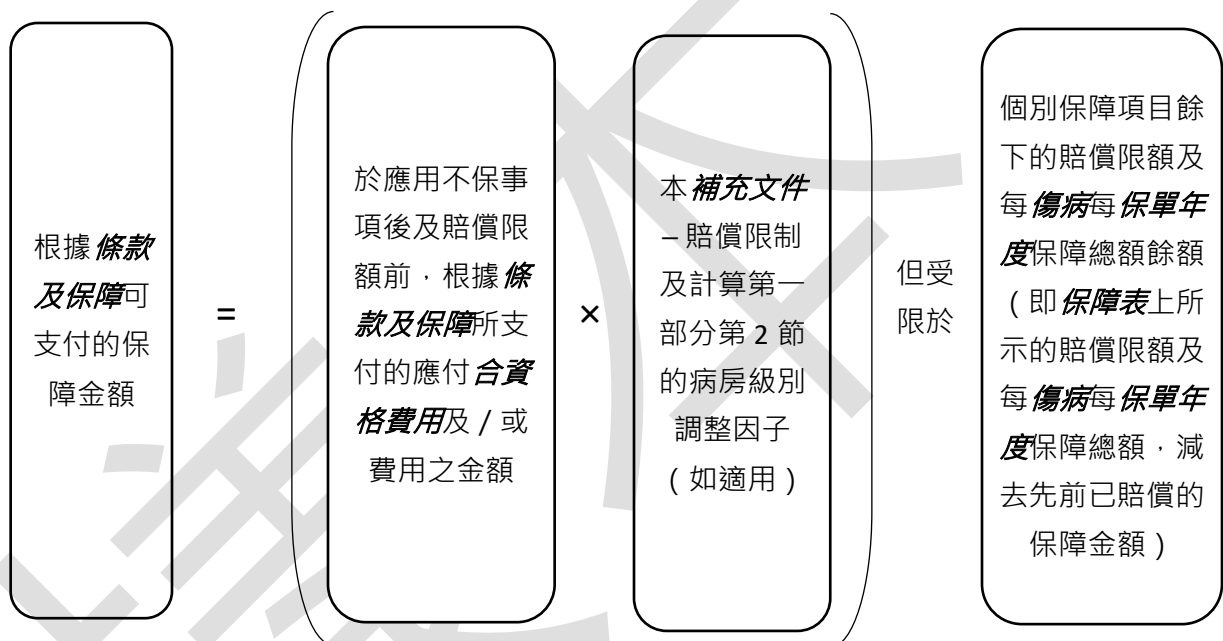 根據條款
及保障可
支付的保
障金額
=
於應用不保事
項後及賠償限
額前，根據條
款及保障所支
付的應付合資
格費用及 / 或
費用之金額
×
本補充文件
– 賠償限制
及計算第一
部分第 2 節
的病房級別
調整因子
( 如適用 )
但受
限於
個別保障項目餘
下的賠償限額及
每傷病每保單年
度保障總額餘額
( 即保障表上所
示的賠償限額及
每傷病每保單年
度保障總額，減
去先前已賠償的
保障金額 )